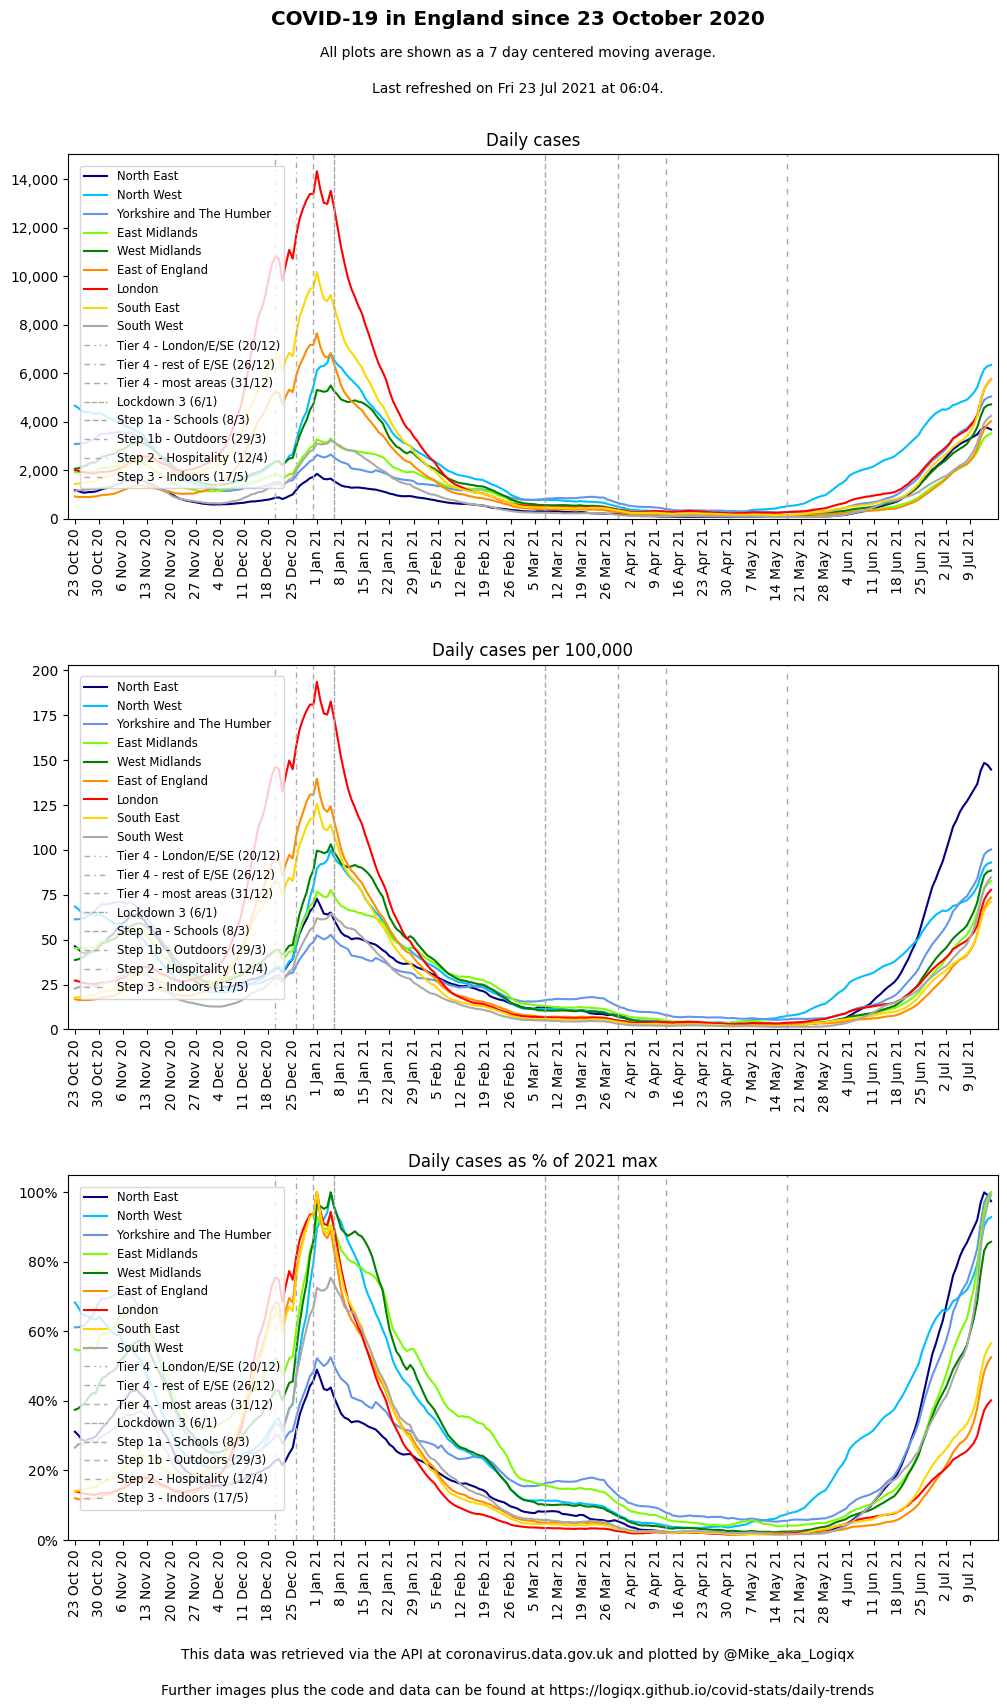 COVID-19 in England since 23 October 2020
All plots are shown as a 7 day centered moving average.
Last refreshed on Fri 23 Jul 2021 at 06:04.
Daily cases
14,000
12,000
10,000
8,000
6,000
4,000
2,000
0
North East
North West
Yorkshire and The Humber
East Midlands
West Midlands
East of England
London
South East
South West
Tier 4 - London/E/SE (20/12)
Tier 4 - rest of E/SE (26/12)
Tier 4 - most areas (31/12)
Lockdown 3 (6/1)
Step 1a - Schools (8/3)
Step 1b - Outdoors (29/3)
Step 2 - Hospitality (12/4)
Step 3 - Indoors (17/5)
23 Oct 20
30 Oct 20
6 Nov 20
13 Nov 20
20 Nov 20
27 Nov 20
4 Dec 20
11 Dec 20
18 Dec 20
25 Dec 20
1 Jan 21
8 Jan 21
15 Jan 21
22 Jan 21
29 Jan 21
5 Feb 21
12 Feb 21
19 Feb 21
26 Feb 21
5 Mar 21
12 Mar 21
19 Mar 21
26 Mar 21
2 Apr 21
9 Apr 21
16 Apr 21
23 Apr 21
30 Apr 21
7 May 21
14 May 21
21 May 21
28 May 21
4 Jun 21
11 Jun 21
18 Jun 21
25 Jun 21
2 Jul 21
9 Jul 21
Daily cases per 100,000
200
175
150
125
100
75
50
25
0
North East
North West
Yorkshire and The Humber
East Midlands
West Midlands
East of England
London
South East
South West
Tier 4 - London/E/SE (20/12)
Tier 4 - rest of E/SE (26/12)
Tier 4 - most areas (31/12)
Lockdown 3 (6/1)
Step 1a - Schools (8/3)
Step 1b - Outdoors (29/3)
Step 2 - Hospitality (12/4)
Step 3 - Indoors (17/5)
23 Oct 20
30 Oct 20
6 Nov 20
13 Nov 20
20 Nov 20
27 Nov 20
4 Dec 20
11 Dec 20
18 Dec 20
25 Dec 20
1 Jan 21
8 Jan 21
15 Jan 21
22 Jan 21
29 Jan 21
5 Feb 21
12 Feb 21
19 Feb 21
26 Feb 21
5 Mar 21
12 Mar 21
19 Mar 21
26 Mar 21
2 Apr 21
9 Apr 21
16 Apr 21
23 Apr 21
30 Apr 21
7 May 21
14 May 21
21 May 21
28 May 21
4 Jun 21
11 Jun 21
18 Jun 21
25 Jun 21
2 Jul 21
9 Jul 21
Daily cases as % of 2021 max
100%
80%
60%
40%
20%
0%
North East
North West
Yorkshire and The Humber
East Midlands
West Midlands
East of England
London
South East
South West
Tier 4 - London/E/SE (20/12)
Tier 4 - rest of E/SE (26/12)
Tier 4 - most areas (31/12)
Lockdown 3 (6/1)
Step 1a - Schools (8/3)
Step 1b - Outdoors (29/3)
Step 2 - Hospitality (12/4)
Step 3 - Indoors (17/5)
23 Oct 20
30 Oct 20
6 Nov 20
13 Nov 20
20 Nov 20
27 Nov 20
4 Dec 20
11 Dec 20
18 Dec 20
25 Dec 20
1 Jan 21
8 Jan 21
15 Jan 21
22 Jan 21
29 Jan 21
5 Feb 21
12 Feb 21
19 Feb 21
26 Feb 21
5 Mar 21
12 Mar 21
19 Mar 21
26 Mar 21
2 Apr 21
9 Apr 21
16 Apr 21
23 Apr 21
30 Apr 21
7 May 21
14 May 21
21 May 21
28 May 21
4 Jun 21
11 Jun 21
18 Jun 21
25 Jun 21
2 Jul 21
9 Jul 21
This data was retrieved via the API at coronavirus.data.gov.uk and plotted by @Mike_aka_Logiqx
Further images plus the code and data can be found at https://logiqx.github.io/covid-stats/daily-trends